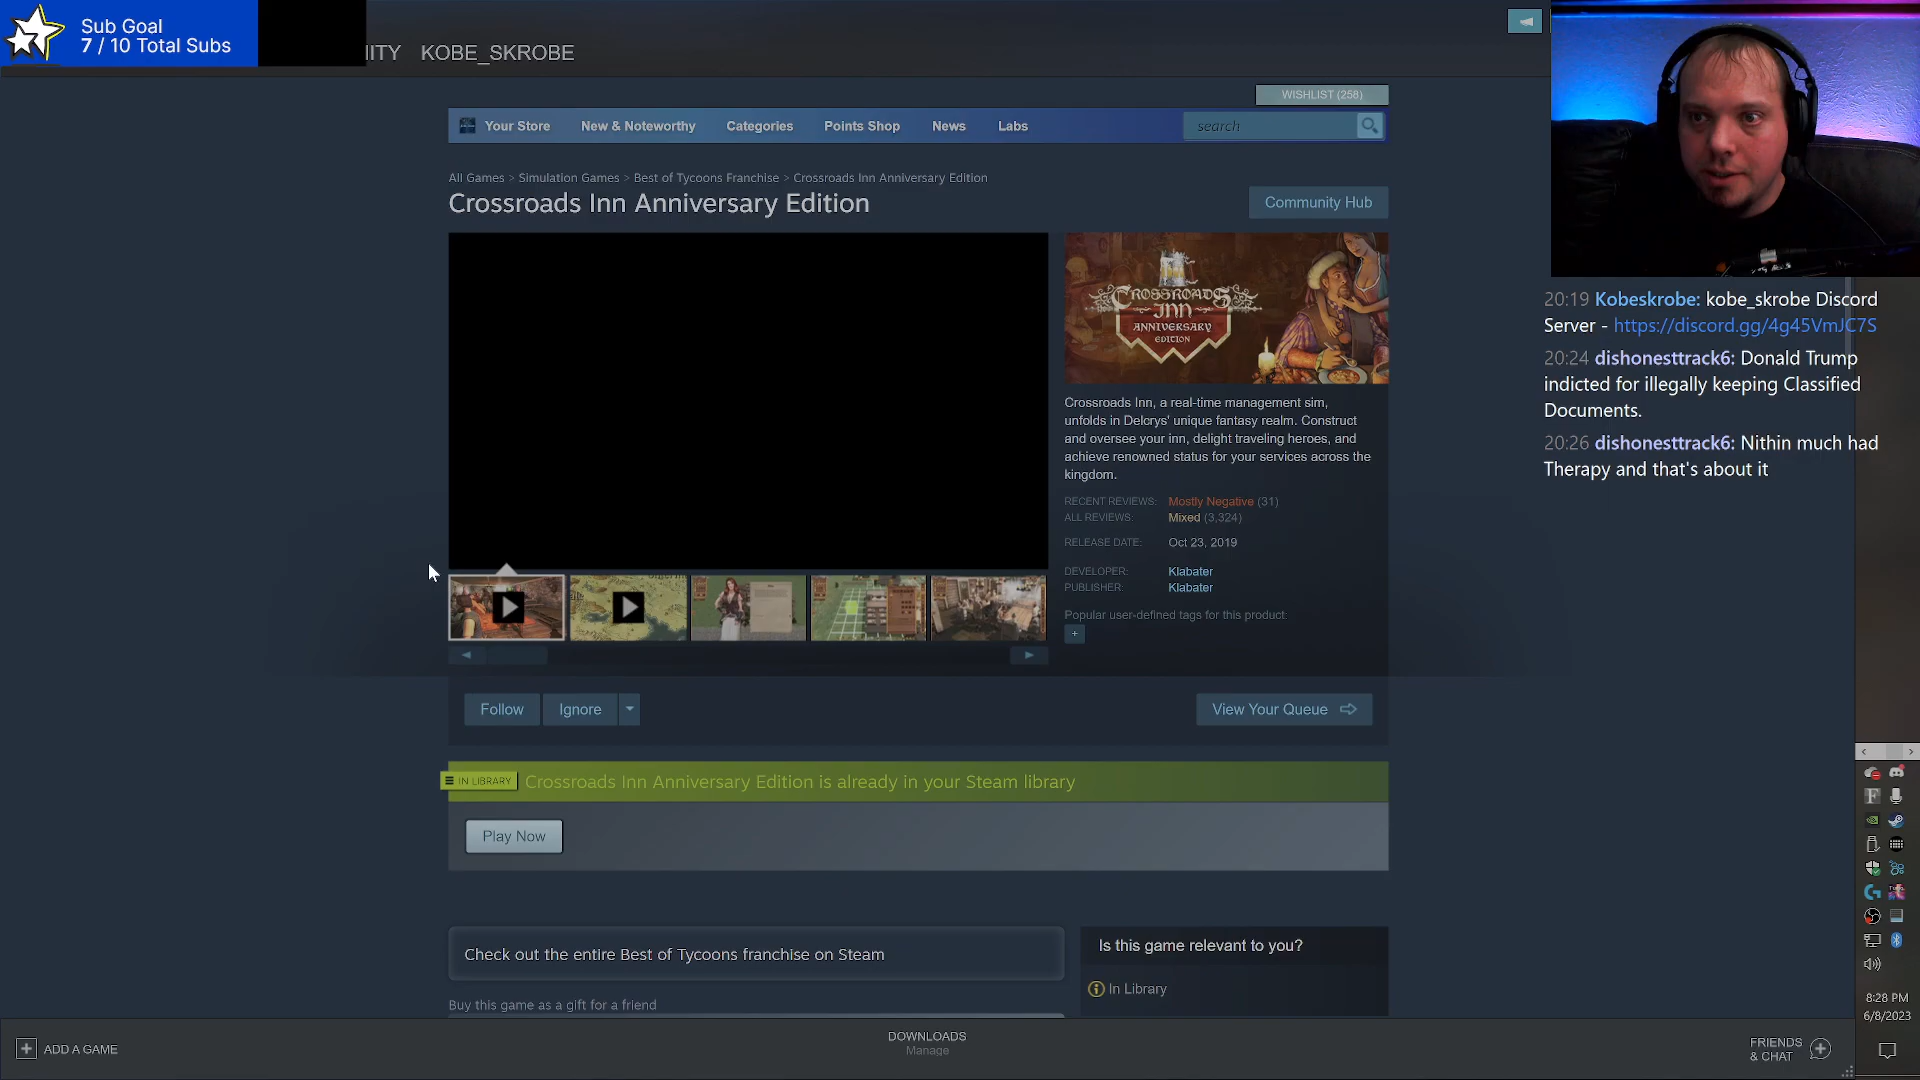 Sub Goal
7 / 10 Total Subs
ITY KOBE_SKROBE
WISHLIST (258)
Your Store New & Noteworthy Categories Points Shop News Labs search
All Games > Simulation Games > Best of Tycoons Franchise > Crossroads Inn Anniversary Edition
Crossroads Inn Anniversary Edition
Community Hub
CROSSROADS
INN
ANNIVERSARY
EDITION
Crossroads Inn, a real-time management sim,
unfolds in Delcrys' unique fantasy realm. Construct
and oversee your inn, delight traveling heroes, and
achieve renowned status for your services across the
kingdom.
RECENT REVIEWS: Mostly Negative (31)
ALL REVIEWS: Mixed (3,324)
RELEASE DATE: Oct 23, 2019
DEVELOPER: Klabater
PUBLISHER: Klabater
Popular user-defined tags for this product:
+
Follow Ignore
View Your Queue
IN LIBRARY Crossroads Inn Anniversary Edition is already in your Steam library
Play Now
Check out the entire Best of Tycoons franchise on Steam
Is this game relevant to you?
In Library
Buy this game as a gift for a friend
ADD A GAME
DOWNLOADS
Manage
FRIENDS
& CHAT
20:19 Kobeskrobe: kobe_skrobe Discord
Server - https://discord.gg/4g45VmJC7S
20:24 dishonesttrack6: Donald Trump
indicted for illegally keeping Classified
Documents.
20:26 dishonesttrack6: Nithin much had
Therapy and that's about it
8:28 PM
6/8/2023